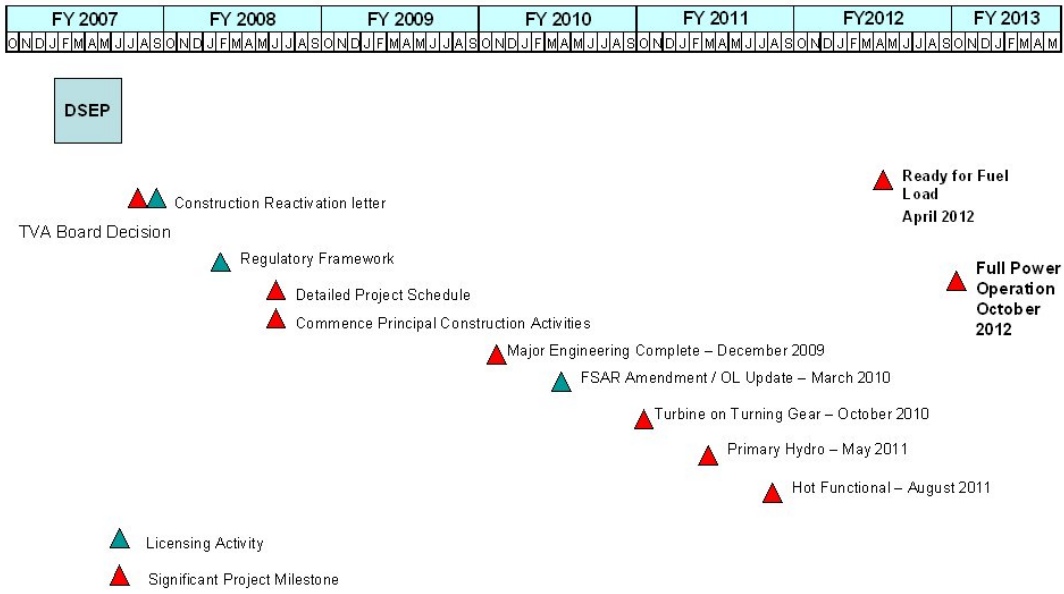 FY 2007 FY 2008 FY 2009 FY 2010 FY 2011 FY2012 FY 2013
O N D J F M A M J J A S O N D J F M A M J J A S O N D J F M A M J J A S O N D J F M A M J J A S O N D J F M A M J J A S O N D J F M A M J J A S O N D J F M A M
DSEP
Construction Reactivation letter
TVA Board Decision
Ready for Fuel
Load
April 2012
Regulatory Framework
Detailed Project Schedule
Commence Principal Construction Activities
Full Power
Operation
October
2012
Major Engineering Complete – December 2009
FSAR Amendment / OL Update – March 2010
Turbine on Turning Gear – October 2010
Primary Hydro – May 2011
Hot Functional – August 2011
Licensing Activity
Significant Project Milestone